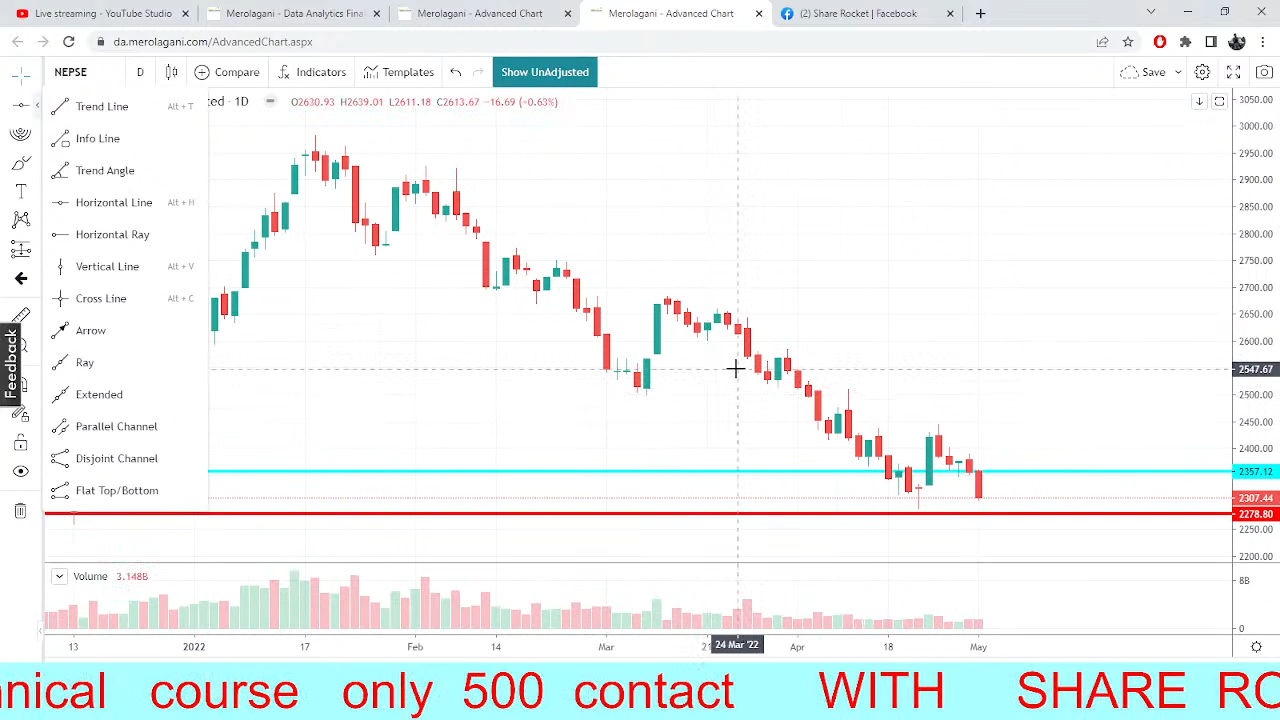 Live streaming - YouTube Studio
Merolagani - Data Analytics Fina
Merolagani - Advanced Chart
Merolagani - Advanced Chart
(2) Share Rocket | Facebook
da.merolagani.com/AdvancedChart.aspx
NEPSE D Compare Indicators Templates Show UnAdjusted Save
ted · 1D O2630.93 H2639.01 L2611.18 C2613.67 −16.69 (−0.63%)
Trend Line Alt + T
Info Line
Trend Angle
Horizontal Line Alt + H
Horizontal Ray
Vertical Line Alt + V
Cross Line Alt + C
Arrow
Ray
Extended
Parallel Channel
Disjoint Channel
Flat Top/Bottom
Feedback
3050.00
3000.00
2950.00
2900.00
2850.00
2800.00
2750.00
2700.00
2650.00
2600.00
2547.67
2500.00
2450.00
2400.00
2357.12
2307.44
2278.80
2250.00
2200.00
Volume 3.148B
8B
0
13 2022 17 Feb 14 Mar 21 24 Mar '22 Apr 18 May
nnical course only 500 contact WITH SHARE RO